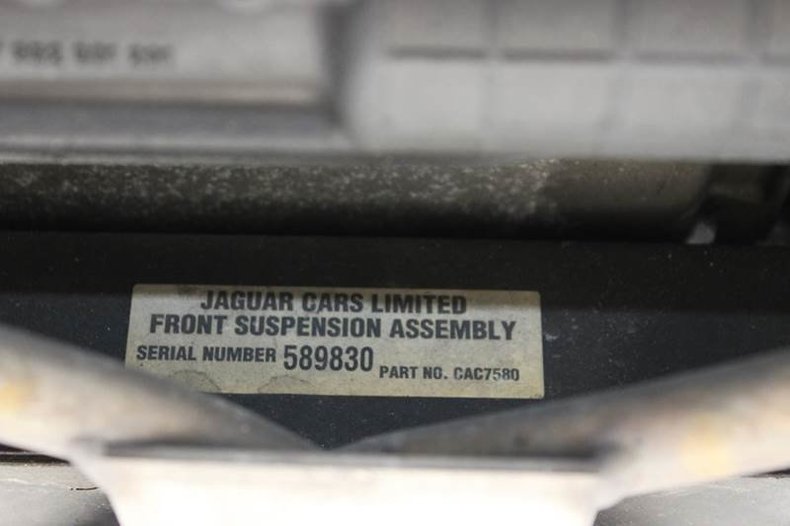 JAGUAR CARS LIMITED
FRONT SUSPENSION ASSEMBLY
SERIAL NUMBER 589830 PART NO. CAC7580